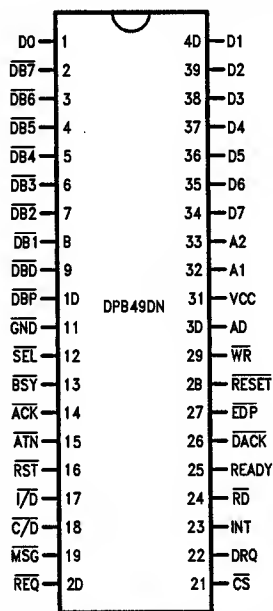 D0 1 4D D1
DB7 2 39 D2
DB6 3 38 D3
DB5 4 37 D4
DB4 5 36 D5
DB3 6 35 D6
DB2 7 34 D7
DB1 B 33 A2
DBD 9 32 A1
DBP 1D DPB49DN 31 VCC
GND 11 3D AD
SEL 12 29 WR
BSY 13 2B RESET
ACK 14 27 EDP
ATN 15 26 DACK
RST 16 25 READY
I/D 17 24 RD
C/D 18 23 INT
MSG 19 22 DRQ
REQ 2D 21 CS